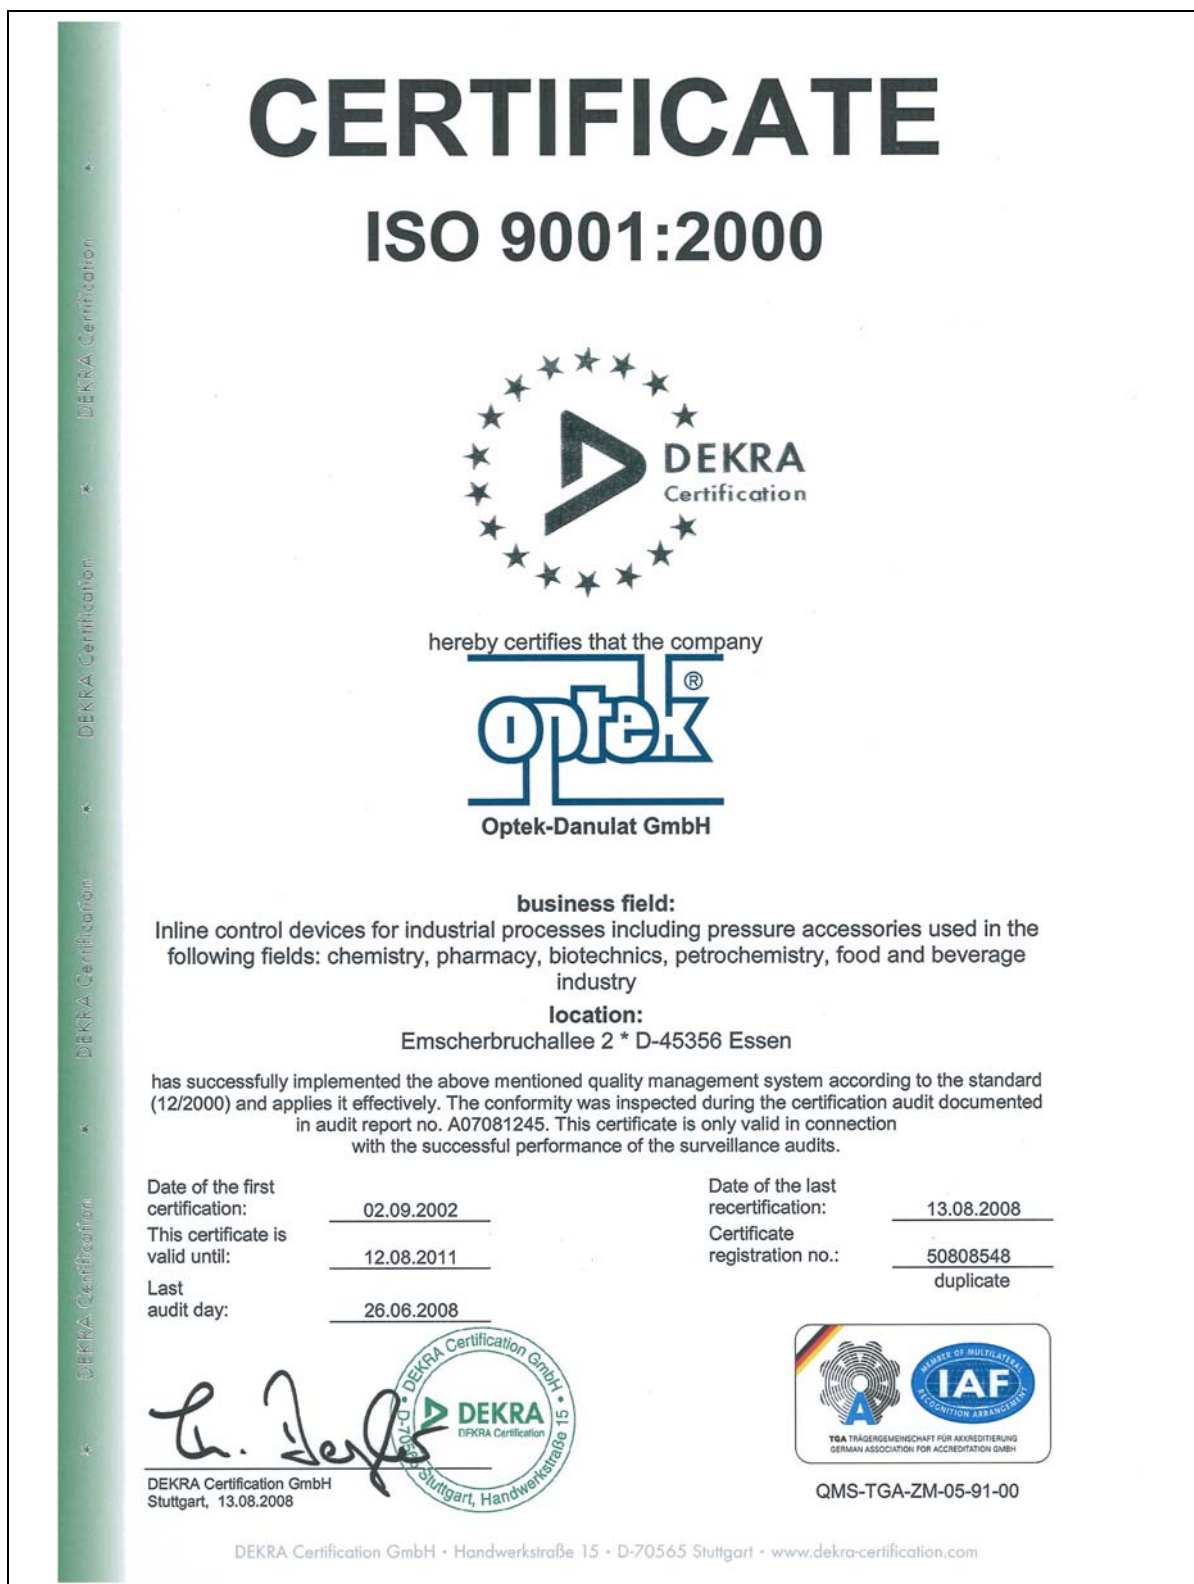 CERTIFICATE
ISO 9001:2000
DEKRA
Certification
hereby certifies that the company
optek®
Optek-Danulat GmbH
business field:
Inline control devices for industrial processes including pressure accessories used in the
following fields: chemistry, pharmacy, biotechnics, petrochemistry, food and beverage
industry
location:
Emscherbruchallee 2 * D-45356 Essen
has successfully implemented the above mentioned quality management system according to the standard
(12/2000) and applies it effectively. The conformity was inspected during the certification audit documented
in audit report no. A07081245. This certificate is only valid in connection
with the successful performance of the surveillance audits.
Date of the first
certification: 02.09.2002
This certificate is
valid until: 12.08.2011
Last
audit day: 26.06.2008
Date of the last
recertification: 13.08.2008
Certificate
registration no.: 50808548
duplicate
DEKRA Certification GmbH • D-70565 Stuttgart, Handwerkstraße 15 •
DEKRA
DEKRA Certification
DEKRA Certification GmbH
Stuttgart, 13.08.2008
MEMBER OF MULTILATERAL
IAF
RECOGNITION ARRANGEMENT
A
TGA TRÄGERGEMEINSCHAFT FÜR AKKREDITIERUNG
GERMAN ASSOCIATION FOR ACCREDITATION GMBH
QMS-TGA-ZM-05-91-00
DEKRA Certification GmbH • Handwerkstraße 15 • D-70565 Stuttgart • www.dekra-certification.com
DEKRA Certification
DEKRA Certification
DEKRA Certification
DEKRA Certification